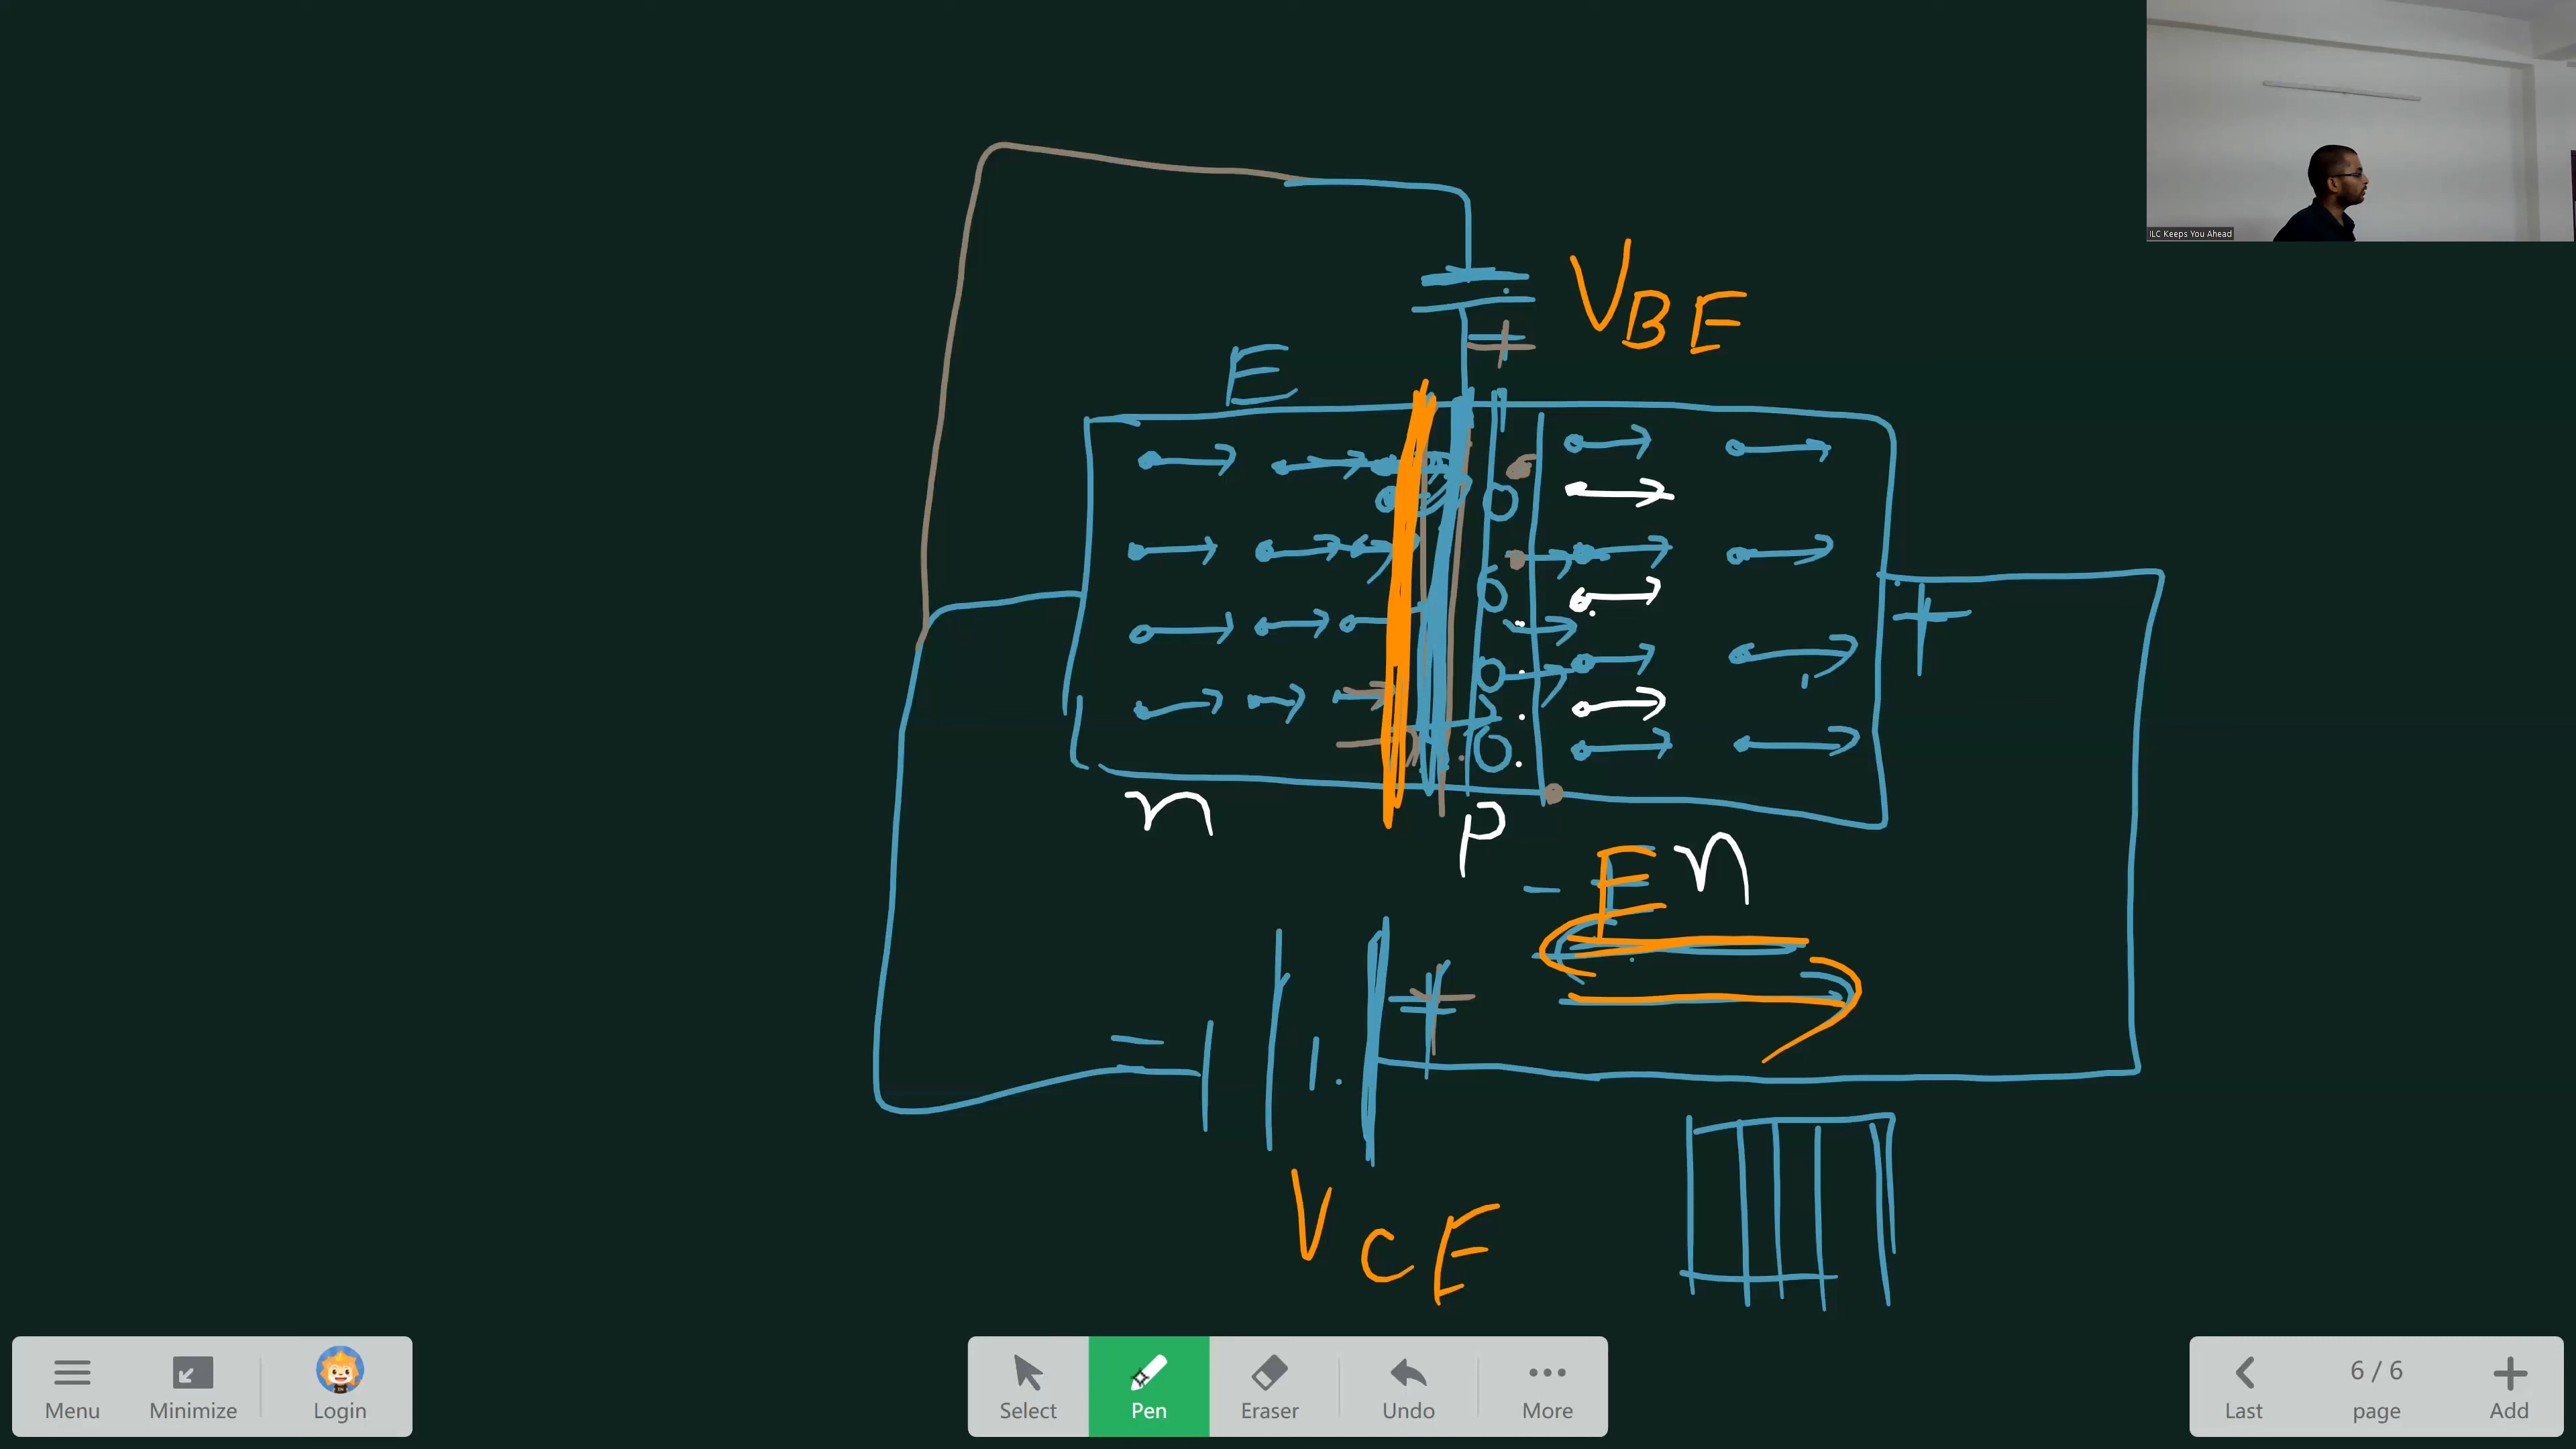 ILC Keeps You Ahead
VBE
E
+
+
n
p
n
E
VCE
Menu
Minimize
Login
Select
Pen
Eraser
Undo
More
Last
6 / 6
page
Add